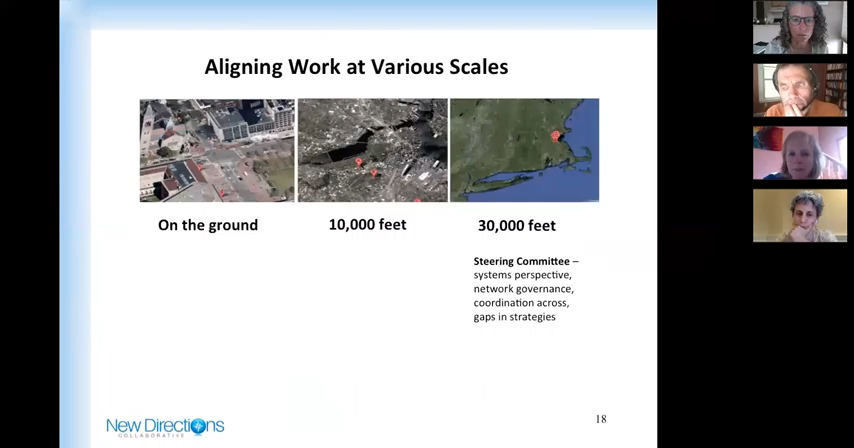 Aligning Work at Various Scales
On the ground
10,000 feet
30,000 feet
Steering Committee –
systems perspective,
network governance,
coordination across,
gaps in strategies
New Directions
COLLABORATIVE
18